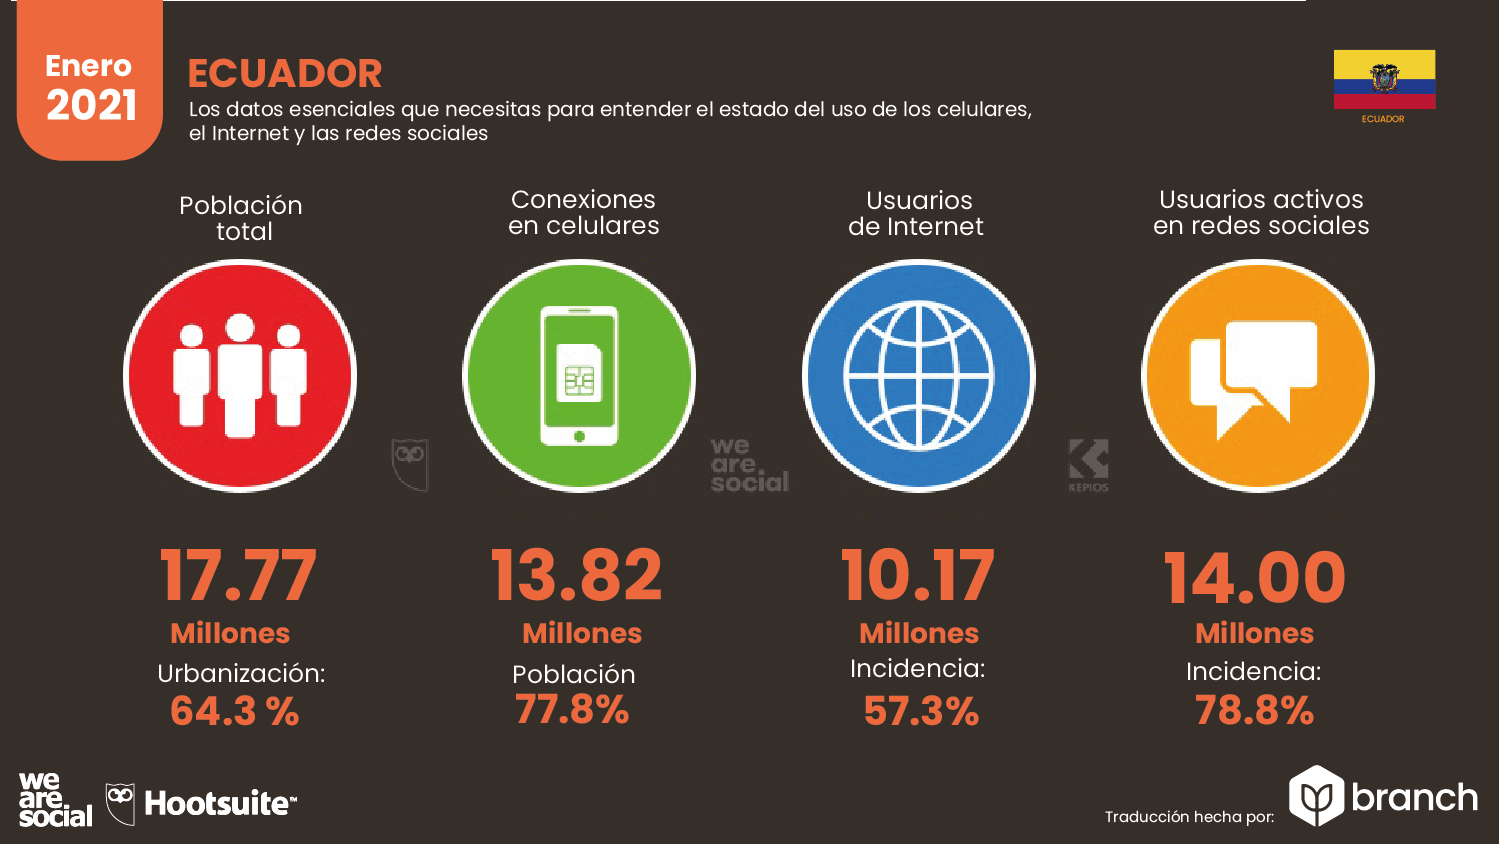 Enero
2021
ECUADOR
Los datos esenciales que necesitas para entender el estado del uso de los celulares,
el Internet y las redes sociales
ECUADOR
Población
total
Conexiones
en celulares
Usuarios
de Internet
Usuarios activos
en redes sociales
we
are
social
KEPIOS
17.77
Millones
Urbanización:
64.3 %
13.82
Millones
Población
77.8%
10.17
Millones
Incidencia:
57.3%
14.00
Millones
Incidencia:
78.8%
we
are
social
Hootsuite™
Traducción hecha por:
branch